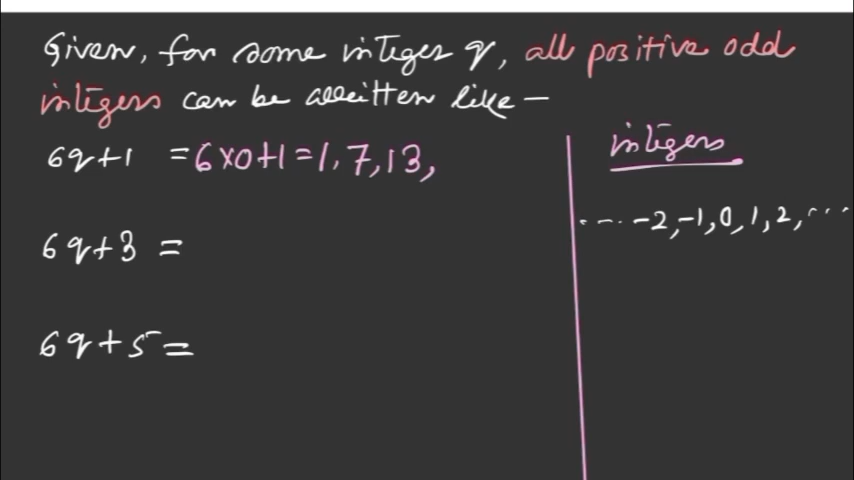 Given, for some integer q, all positive odd
integers can be written like —
6q+1 = 6×0+1 = 1, 7, 13,
integers
.... -2, -1, 0, 1, 2, ....
6q+3 =
6q+5 =